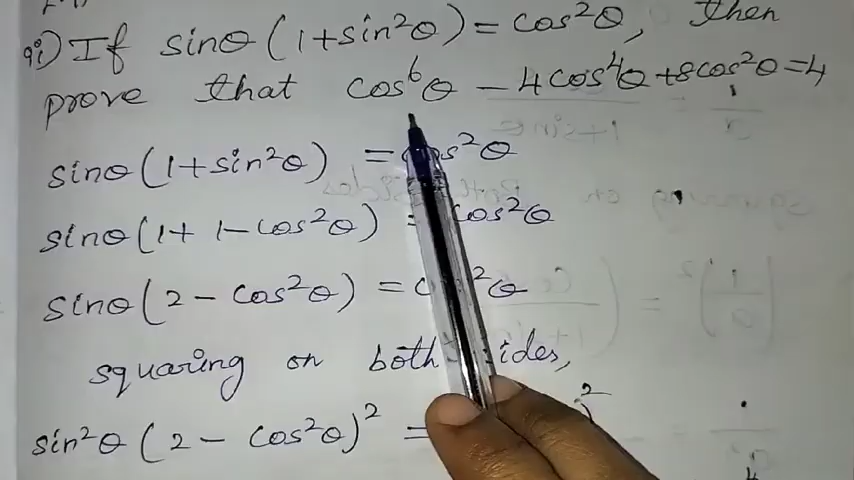 9i) If sinθ (1+sin²θ) = cos²θ, then
prove that cos⁶θ - 4cos⁴θ +8cos²θ=4
sinθ(1+sin²θ) = cos²θ
sinθ(1+ 1-cos²θ) = cos²θ
sinθ(2 - cos²θ) = cos²θ
squaring on both sides,
sin²θ (2 - cos²θ)² =